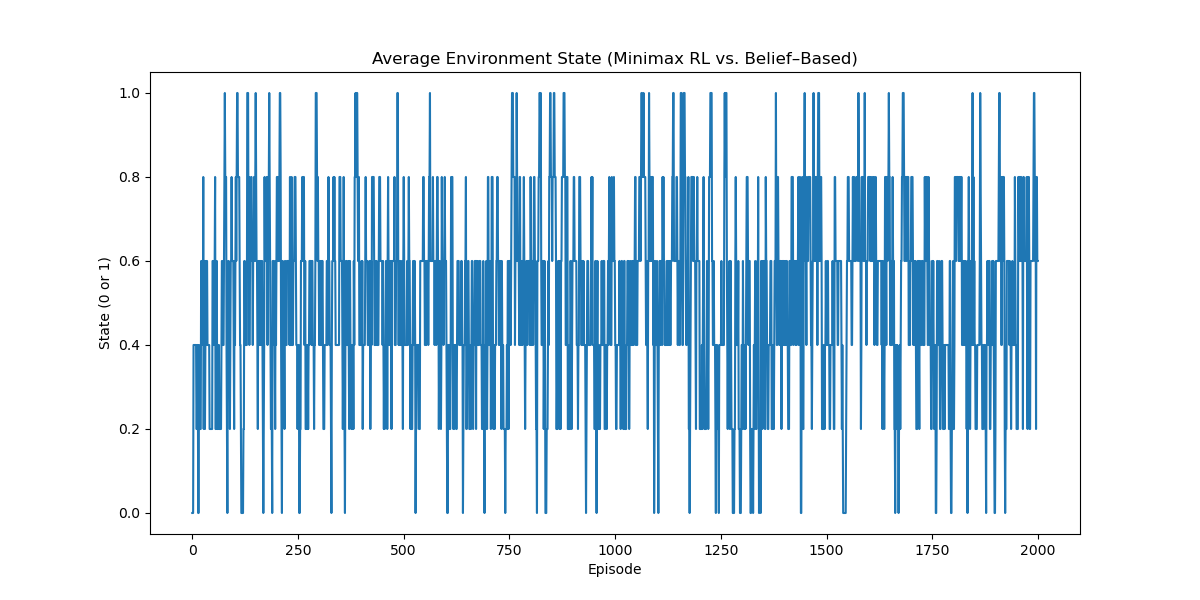 Average Environment State (Minimax RL vs. Belief–Based)
1.0
0.8
0.6
0.4
0.2
0.0
State (0 or 1)
0 250 500 750 1000 1250 1500 1750 2000
Episode